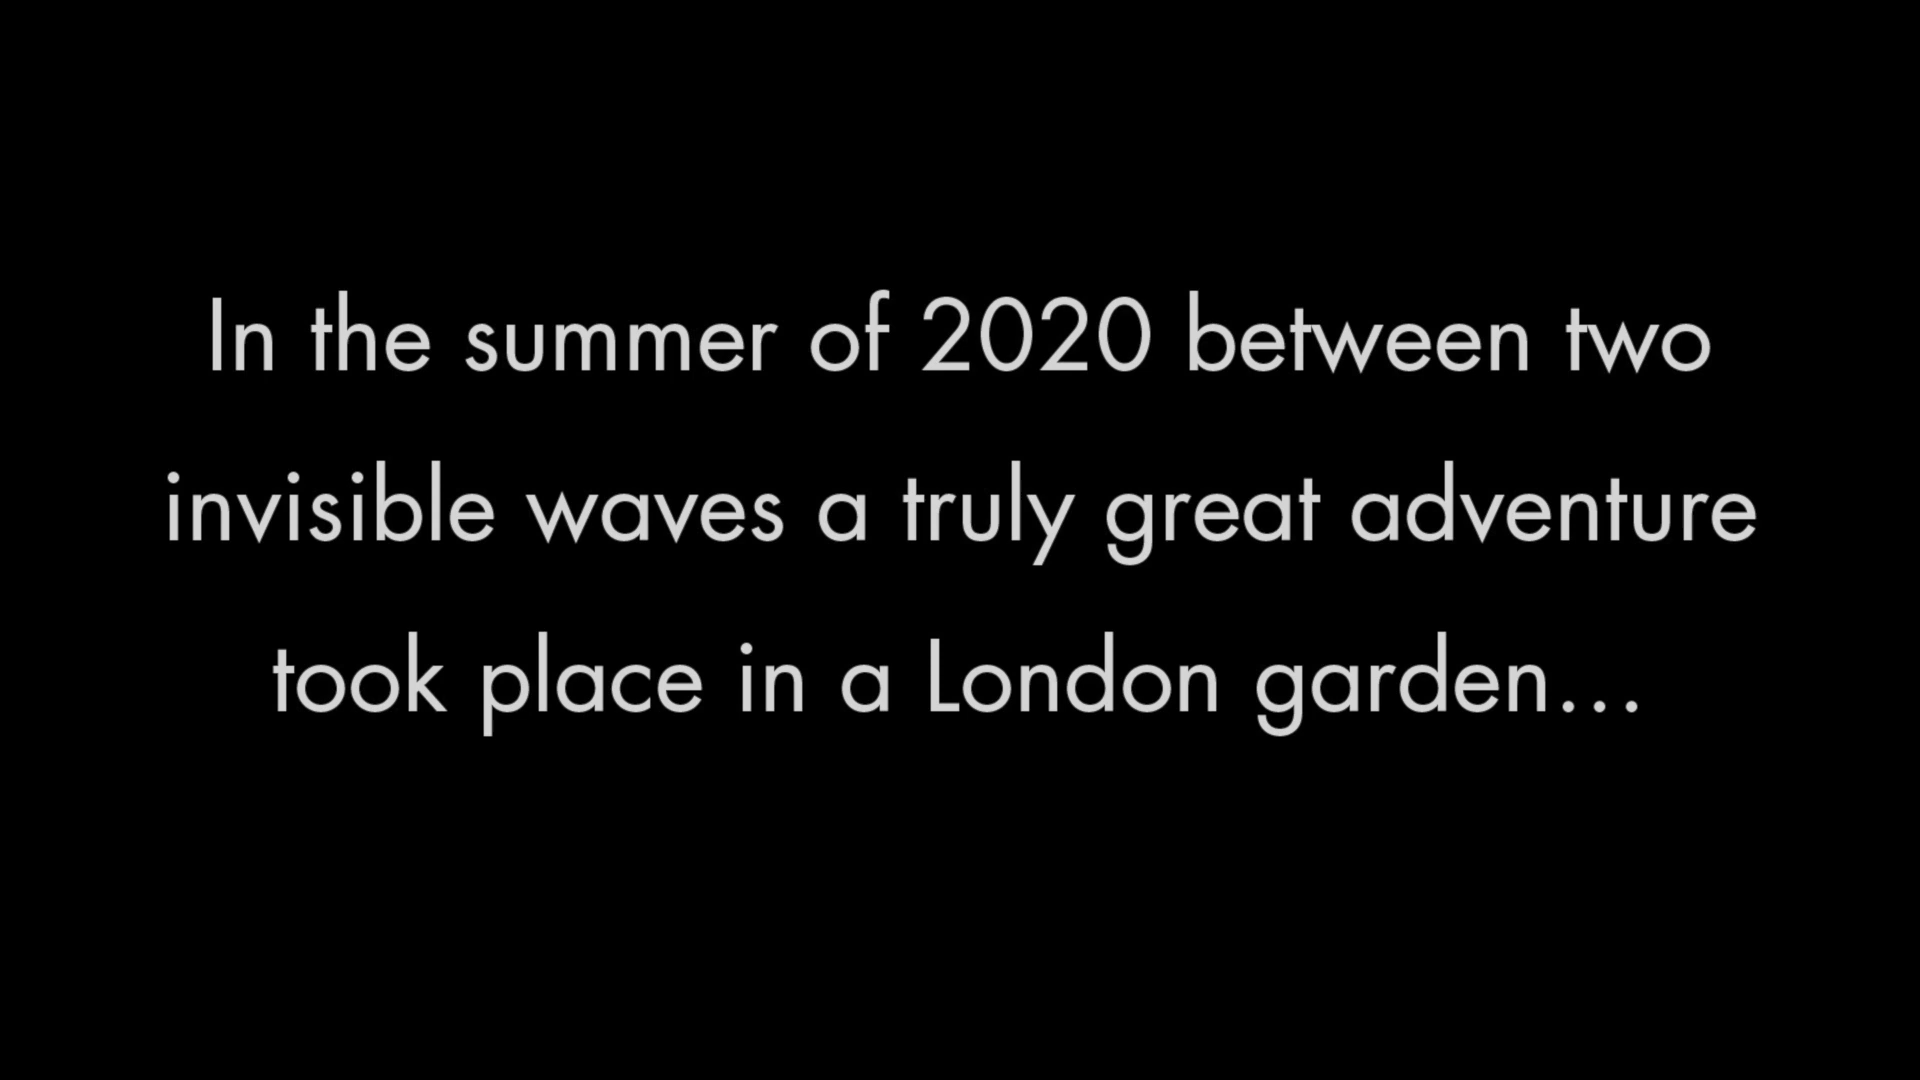 In the summer of 2020 between two
invisible waves a truly great adventure
took place in a London garden...